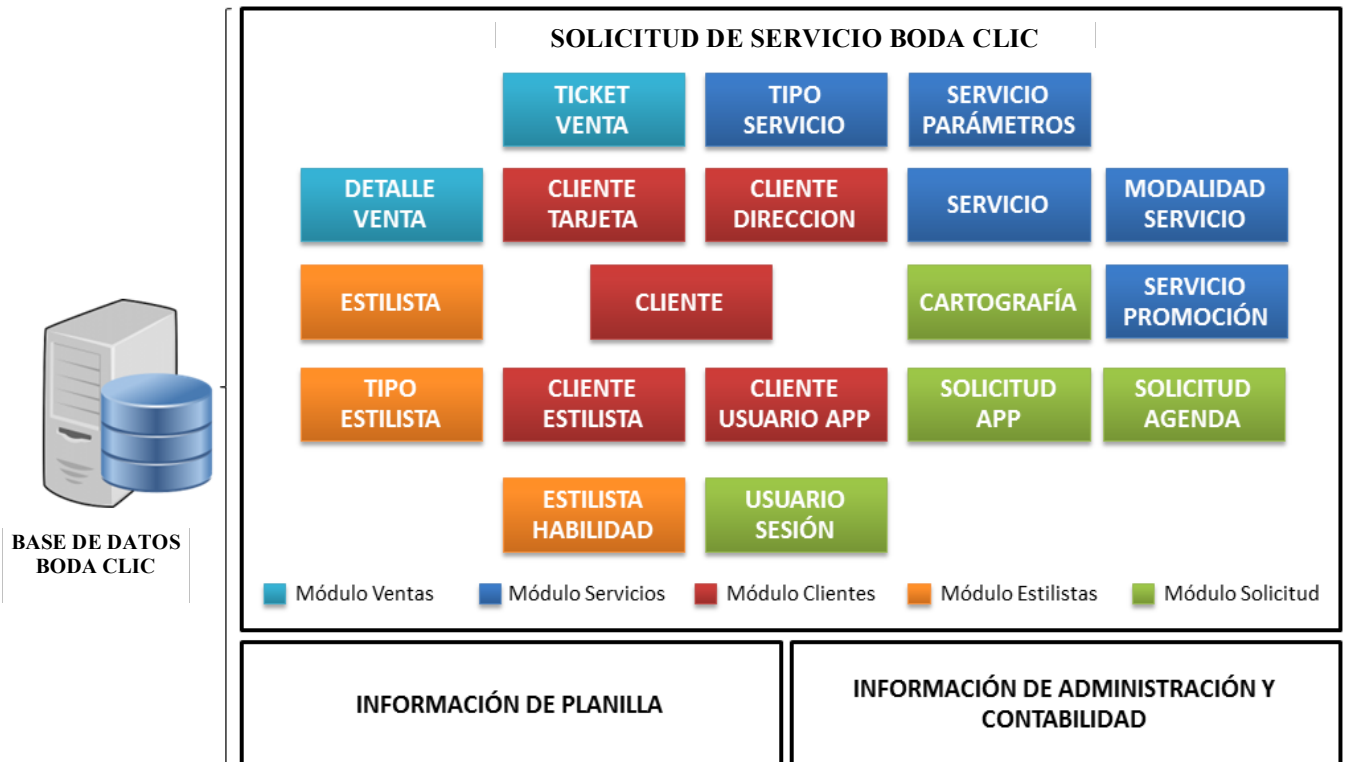 SOLICITUD DE SERVICIO BODA CLIC
TICKET
VENTA
TIPO
SERVICIO
SERVICIO
PARÁMETROS
DETALLE
VENTA
CLIENTE
TARJETA
CLIENTE
DIRECCION
SERVICIO
MODALIDAD
SERVICIO
ESTILISTA
CLIENTE
CARTOGRAFÍA
SERVICIO
PROMOCIÓN
TIPO
ESTILISTA
CLIENTE
ESTILISTA
CLIENTE
USUARIO APP
SOLICITUD
APP
SOLICITUD
AGENDA
ESTILISTA
HABILIDAD
USUARIO
SESIÓN
BASE DE DATOS
BODA CLIC
Módulo Ventas
Módulo Servicios
Módulo Clientes
Módulo Estilistas
Módulo Solicitud
INFORMACIÓN DE PLANILLA
INFORMACIÓN DE ADMINISTRACIÓN Y
CONTABILIDAD